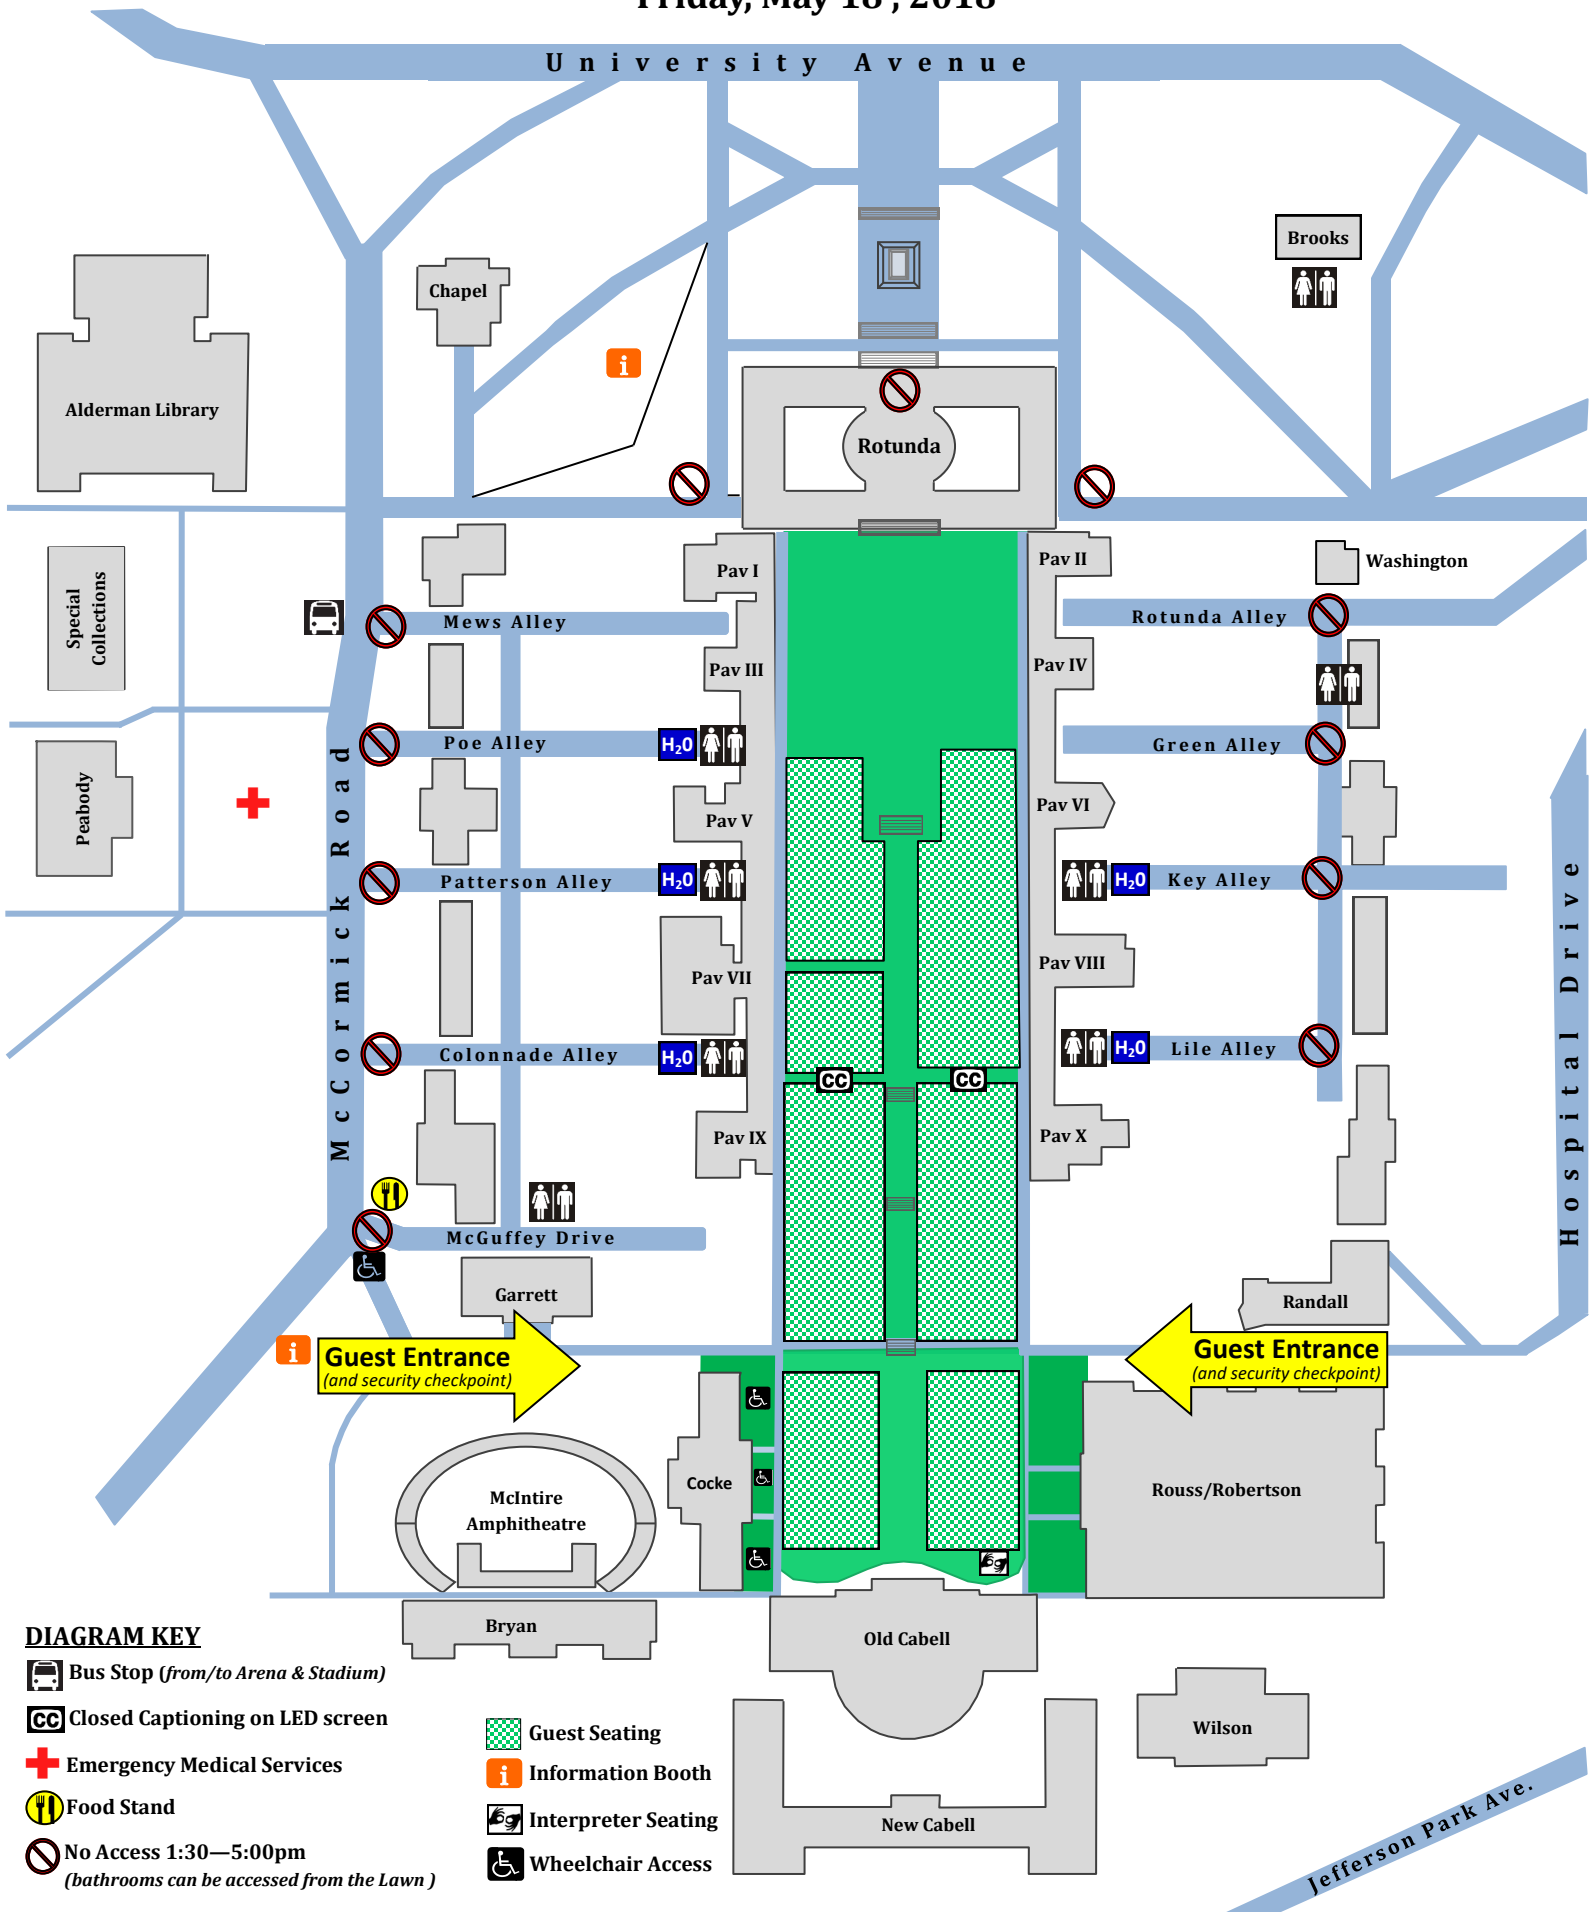 Friday, May 18 , 2018
University Avenue
Brooks
Chapel
i
Alderman Library
Rotunda
Pav I
Pav II
Washington
Special
Collections
Mews Alley
Rotunda Alley
Pav III
Pav IV
Poe Alley
H20
Green Alley
Peabody
McCormick Road
Pav V
Pav VI
Patterson Alley
H20
H20
Key Alley
Hospital Drive
Pav VII
Pav VIII
Colonnade Alley
H20
H20
Lile Alley
CC
CC
Pav IX
Pav X
McGuffey Drive
Garrett
Randall
i
Guest Entrance
(and security checkpoint)
Guest Entrance
(and security checkpoint)
Cocke
McIntire
Amphitheatre
Rouss/Robertson
Bryan
Old Cabell
Wilson
New Cabell
Jefferson Park Ave.
DIAGRAM KEY
Bus Stop (from/to Arena & Stadium)
CC Closed Captioning on LED screen
Emergency Medical Services
Food Stand
No Access 1:30—5:00pm
(bathrooms can be accessed from the Lawn )
Guest Seating
i Information Booth
Interpreter Seating
Wheelchair Access